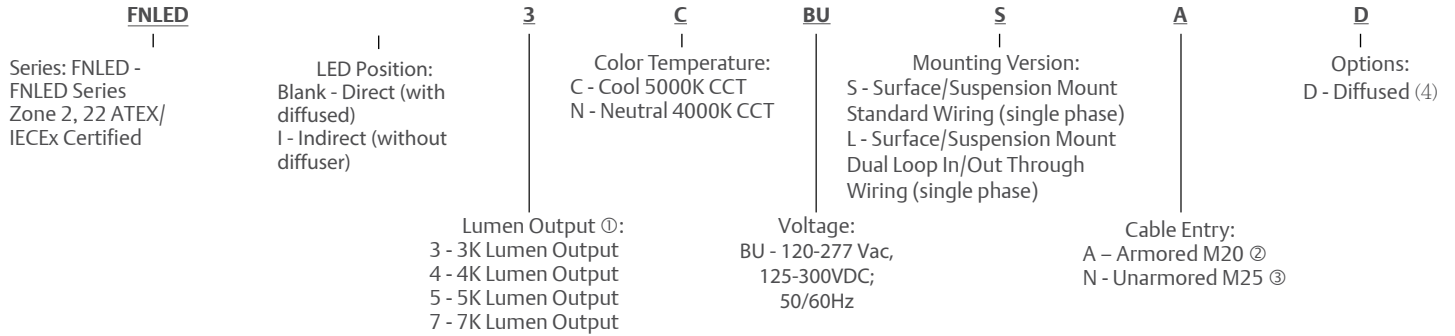 FNLED 3 C BU S A D
Series: FNLED -
FNLED Series
Zone 2, 22 ATEX/
IECEx Certified
LED Position:
Blank - Direct (with
diffused)
I - Indirect (without
diffuser)
Color Temperature:
C - Cool 5000K CCT
N - Neutral 4000K CCT
Mounting Version:
S - Surface/Suspension Mount
Standard Wiring (single phase)
L - Surface/Suspension Mount
Dual Loop In/Out Through
Wiring (single phase)
Options:
D - Diffused (4)
Lumen Output ①:
3 - 3K Lumen Output
4 - 4K Lumen Output
5 - 5K Lumen Output
7 - 7K Lumen Output
Voltage:
BU - 120-277 Vac,
125-300VDC;
50/60Hz
Cable Entry:
A – Armored M20 ②
N - Unarmored M25 ③